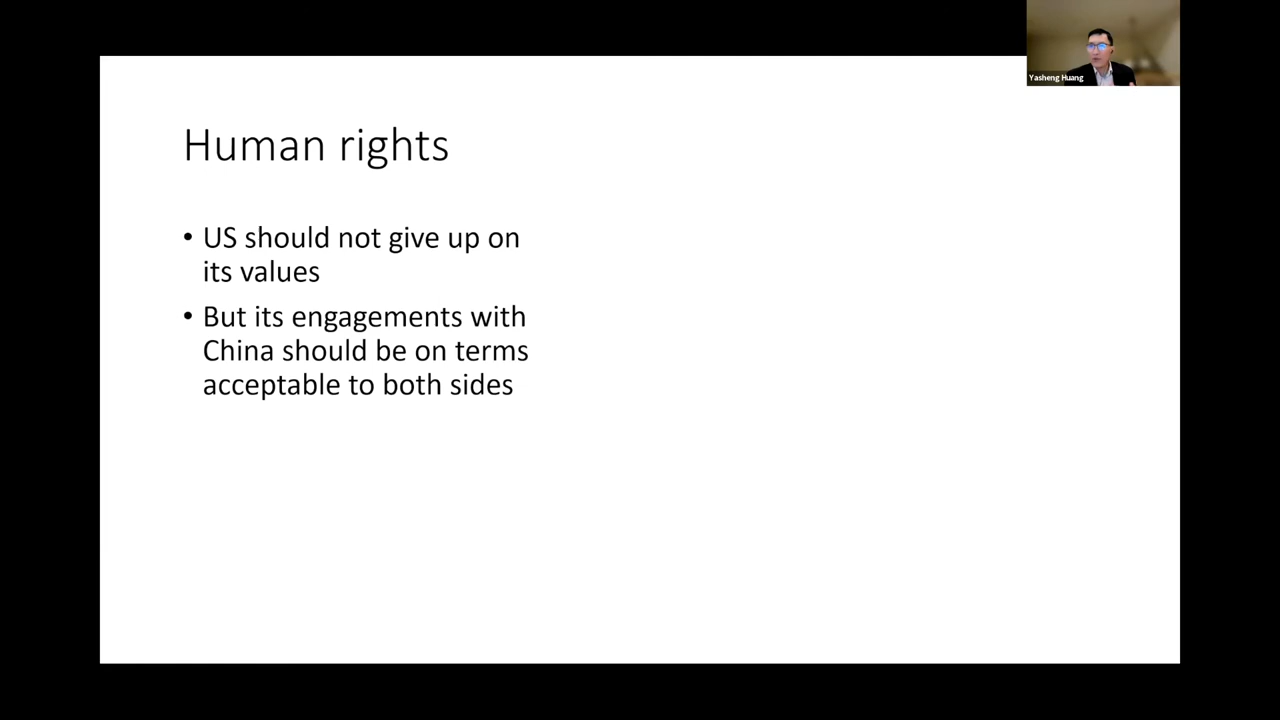 Yasheng Huang
Human rights
• US should not give up on
its values
• But its engagements with
China should be on terms
acceptable to both sides